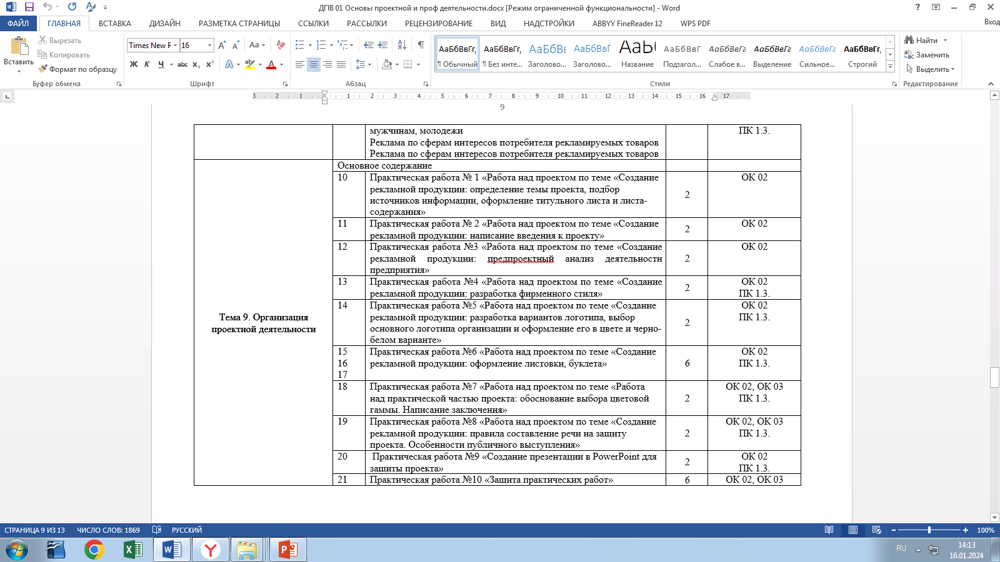 ДПВ 01 Основы проектной и проф деятельности.docx [Режим ограниченной функциональности] - Word
ФАЙЛ ГЛАВНАЯ ВСТАВКА ДИЗАЙН РАЗМЕТКА СТРАНИЦЫ ССЫЛКИ РАССЫЛКИ РЕЦЕНЗИРОВАНИЕ ВИД НАДСТРОЙКИ ABBYY FineReader 12 WPS PDF Вход
Вставить
Вырезать
Копировать
Формат по образцу
Буфер обмена
Times New R 16
Ж К Ч abc x₂ x²
Шрифт
Абзац
АаБбВвГг, АаБбВвГг, АаБбВвІ АаБбВвГ АаЫ АаБбВвГ АаБбВвГг АаБбВвГг АаБбВвГг АаБбВвГг,
¶ Обычный ¶ Без инте... Заголово... Заголово... Название Подзагол... Слабое в... Выделение Сильное... Строгий
Стили
Найти
Заменить
Выделить
Редактирование
3 2 1 1 2 3 4 5 6 7 8 9 10 11 12 13 14 15 16 17
9
мужчинам, молодежи ПК 1.3.
Реклама по сферам интересов потребителя рекламируемых товаров
Реклама по сферам интересов потребителя рекламируемых товаров
Тема 9. Организация
проектной деятельности
Основное содержание
10 Практическая работа № 1 «Работа над проектом по теме «Создание ОК 02
рекламной продукции: определение темы проекта, подбор
2
источников информации, оформление титульного листа и листа-
содержания»
11 Практическая работа № 2 «Работа над проектом по теме «Создание ОК 02
2
рекламной продукции: написание введения к проекту»
12 Практическая работа №3 «Работа над проектом по теме «Создание ОК 02
рекламной продукции: предпроектный анализ деятельности 2
предприятия»
13 Практическая работа №4 «Работа над проектом по теме «Создание ОК 02
2
рекламной продукции: разработка фирменного стиля» ПК 1.3.
14 Практическая работа №5 «Работа над проектом по теме «Создание ОК 02
рекламной продукции: разработка вариантов логотипа, выбор ПК 1.3.
2
основного логотипа организации и оформление его в цвете и черно-
белом варианте»
15 Практическая работа №6 «Работа над проектом по теме «Создание ОК 02
16 рекламной продукции: оформление листовки, буклета» 6 ПК 1.3.
17
18 Практическая работа №7 «Работа над проектом по теме «Работа ОК 02, ОК 03
над практической частью проекта: обоснование выбора цветовой 2 ПК 1.3.
гаммы. Написание заключения»
19 Практическая работа №8 «Работа над проектом по теме «Создание ОК 02, ОК 03
рекламной продукции: правила составление речи на защиту 2 ПК 1.3.
проекта. Особенности публичного выступления»
20 Практическая работа №9 «Создание презентации в PowerPoint для ОК 02
2
защиты проекта» ПК 1.3.
21 Практическая работа №10 «Защита практических работ» 6 ОК 02, ОК 03
СТРАНИЦА 9 ИЗ 13 ЧИСЛО СЛОВ: 1869 РУССКИЙ 100%
RU 14:13
16.01.2024